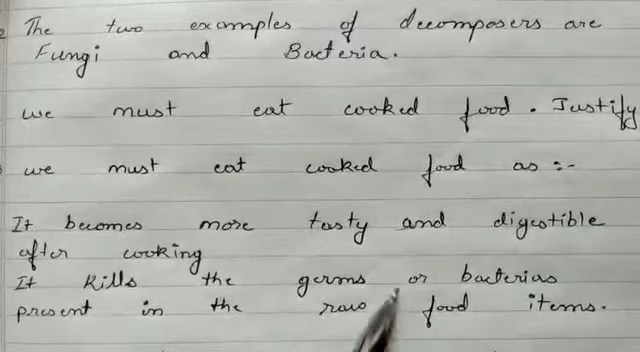 The two examples of decomposers are
Fungi and Bacteria.
we must eat cooked food. Justify
we must eat cooked food as :-
It becomes more tasty and digestible
after cooking
It kills the germs or bacterias
present in the raw food items.